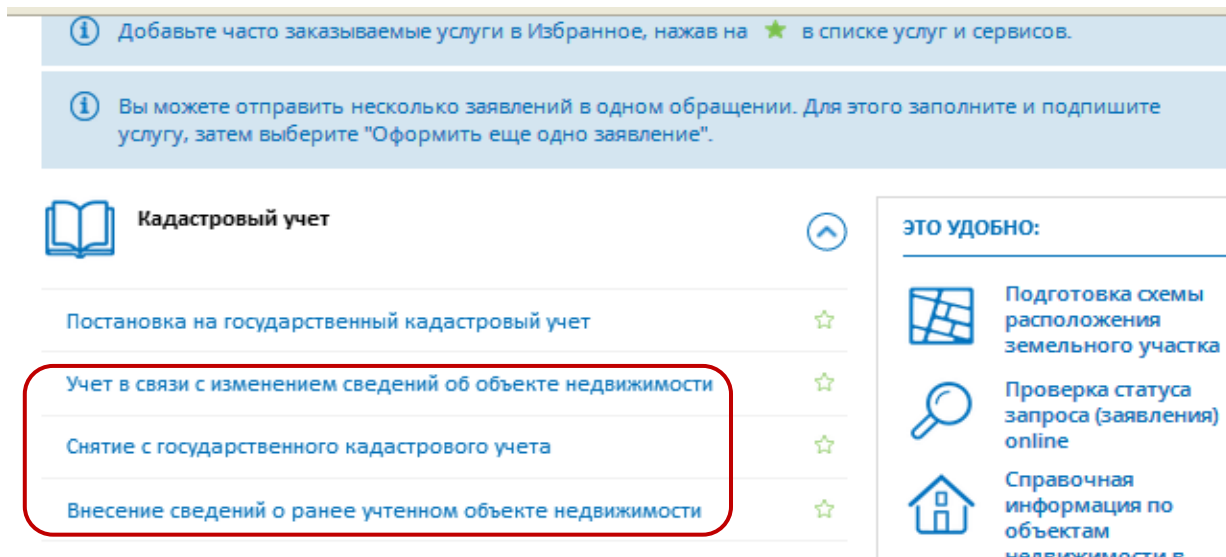 Добавьте часто заказываемые услуги в Избранное, нажав на в списке услуг и сервисов.
Вы можете отправить несколько заявлений в одном обращении. Для этого заполните и подпишите
услугу, затем выберите "Оформить еще одно заявление".
Кадастровый учет
Постановка на государственный кадастровый учет
Учет в связи с изменением сведений об объекте недвижимости
Снятие с государственного кадастрового учета
Внесение сведений о ранее учтенном объекте недвижимости
ЭТО УДОБНО:
Подготовка схемы
расположения
земельного участка
Проверка статуса
запроса (заявления)
online
Справочная
информация по
объектам
недвижимости в